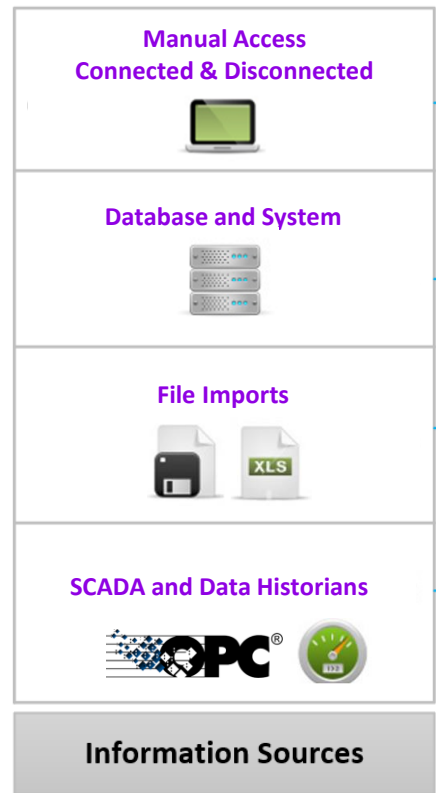 Manual Access
Connected & Disconnected
Database and System
File Imports
XLS
SCADA and Data Historians
OPC®
Information Sources